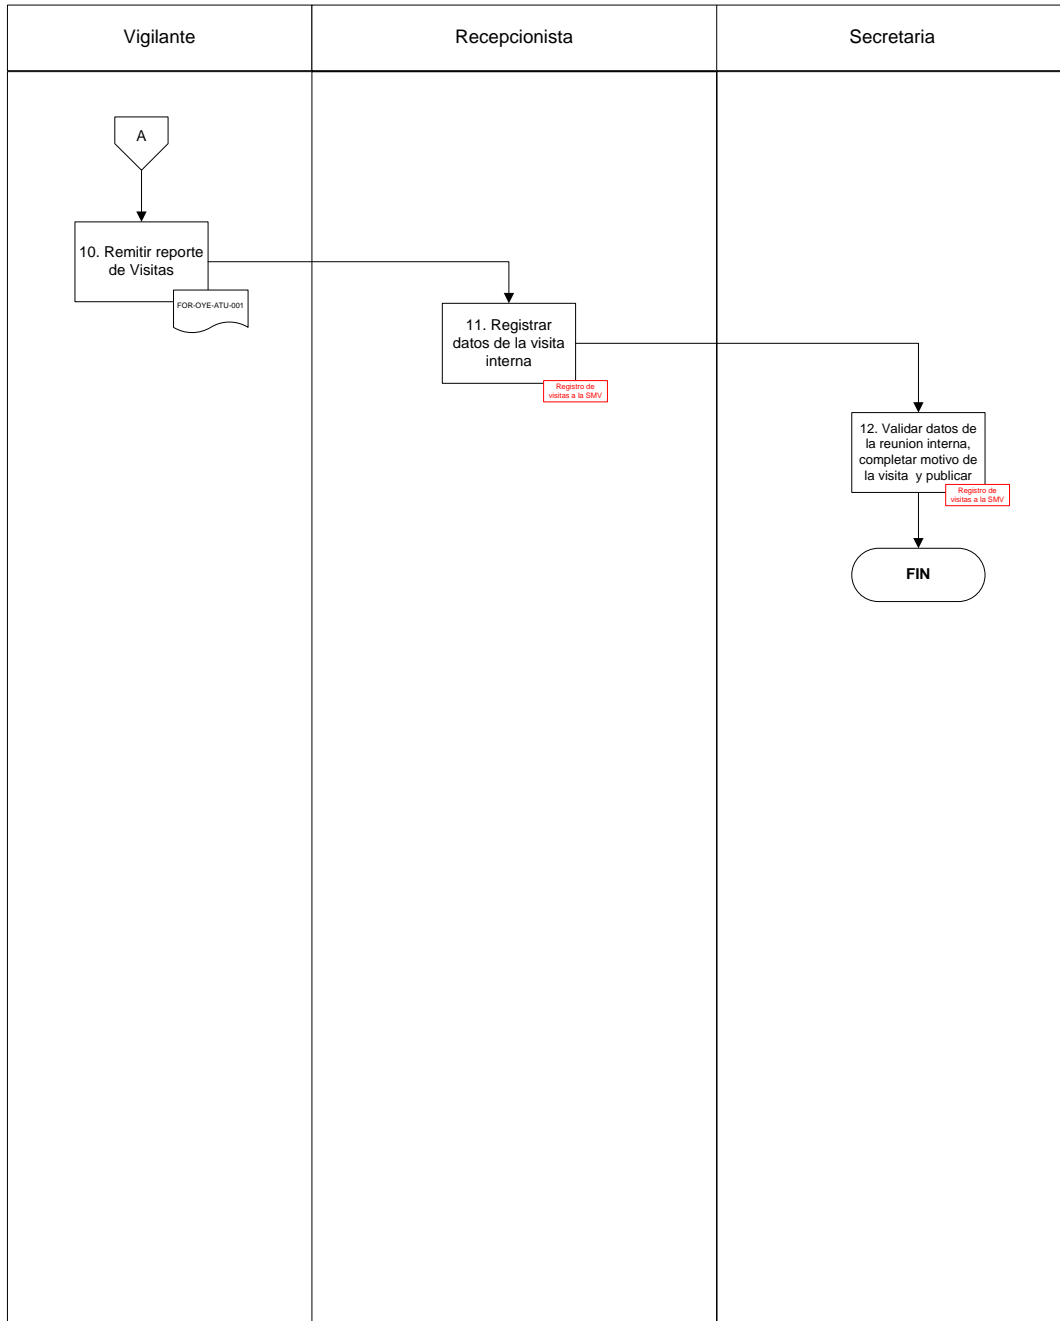 Vigilante
Recepcionista
Secretaria
A
10. Remitir reporte
de Visitas
FOR-OYE-ATU-001
11. Registrar
datos de la visita
interna
Registro de
visitas a la SMV
12. Validar datos de
la reunion interna,
completar motivo de
la visita y publicar
Registro de
visitas a la SMV
FIN